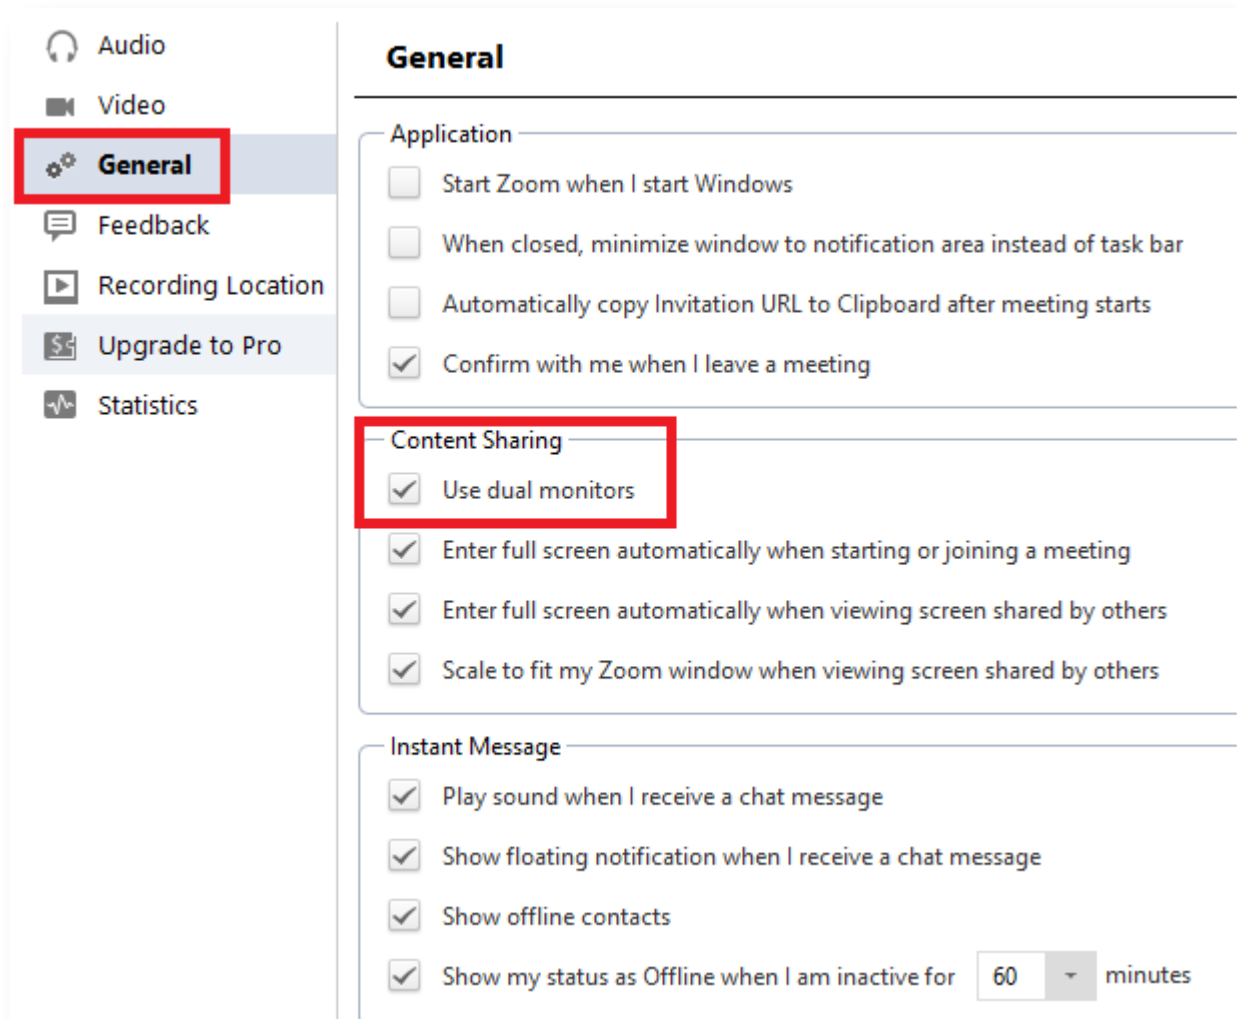 Audio
Video
General
Feedback
Recording Location
Upgrade to Pro
Statistics
General
Application
Start Zoom when I start Windows
When closed, minimize window to notification area instead of task bar
Automatically copy Invitation URL to Clipboard after meeting starts
Confirm with me when I leave a meeting
Content Sharing
Use dual monitors
Enter full screen automatically when starting or joining a meeting
Enter full screen automatically when viewing screen shared by others
Scale to fit my Zoom window when viewing screen shared by others
Instant Message
Play sound when I receive a chat message
Show floating notification when I receive a chat message
Show offline contacts
Show my status as Offline when I am inactive for 60 minutes